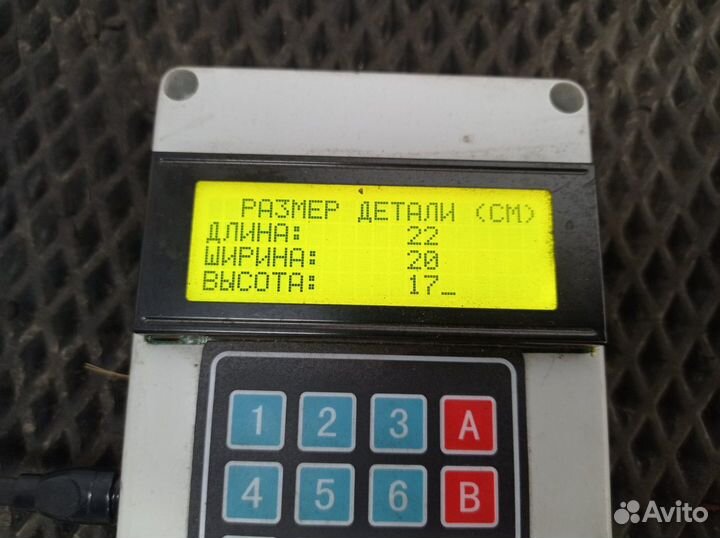 РАЗМЕР ДЕТАЛИ (СМ)
ДЛИНА: 22
ШИРИНА: 20
ВЫСОТА: 17_
1 2 3 A
4 5 6 B
Avito